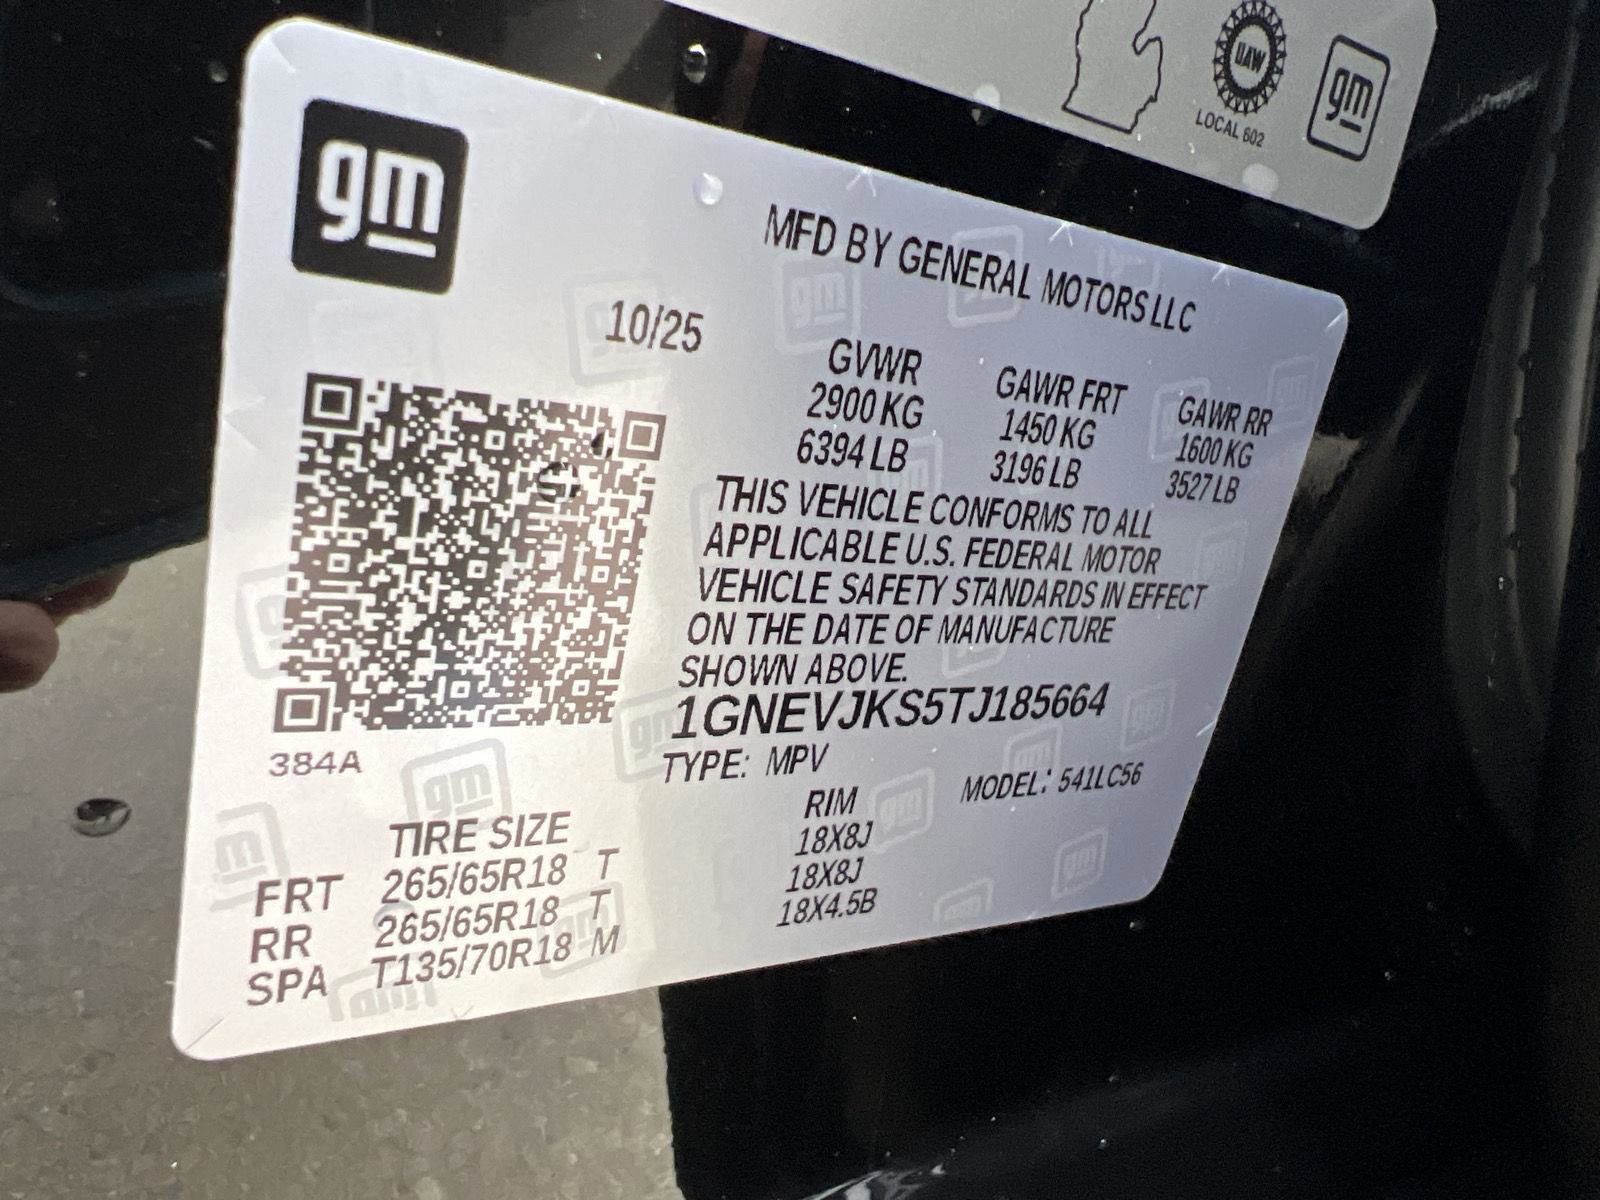 UAW
LOCAL 602
gm
gm
MFD BY GENERAL MOTORS LLC
10/25
GVWR GAWR FRT GAWR RR
2900 KG 1450 KG 1600 KG
6394 LB 3196 LB 3527 LB
THIS VEHICLE CONFORMS TO ALL
APPLICABLE U.S. FEDERAL MOTOR
VEHICLE SAFETY STANDARDS IN EFFECT
ON THE DATE OF MANUFACTURE
SHOWN ABOVE.
1GNEVJKS5TJ185664
384A
TYPE: MPV MODEL: 541LC56
TIRE SIZE RIM
FRT 265/65R18 T 18X8J
RR 265/65R18 T 18X8J
SPA T135/70R18 M 18X4.5B